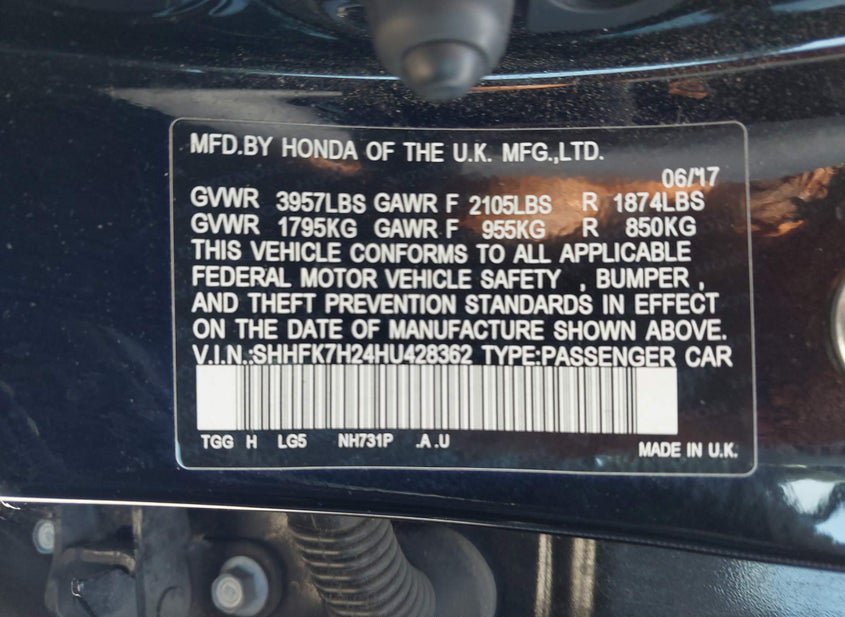 MFD.BY HONDA OF THE U.K. MFG.,LTD.
06/'17
GVWR 3957LBS GAWR F 2105LBS R 1874LBS
GVWR 1795KG GAWR F 955KG R 850KG
THIS VEHICLE CONFORMS TO ALL APPLICABLE
FEDERAL MOTOR VEHICLE SAFETY , BUMPER ,
AND THEFT PREVENTION STANDARDS IN EFFECT
ON THE DATE OF MANUFACTURE SHOWN ABOVE.
V.I.N.:SHHFK7H24HU428362 TYPE:PASSENGER CAR
TGG H LG5 NH731P .A.U
MADE IN U.K.